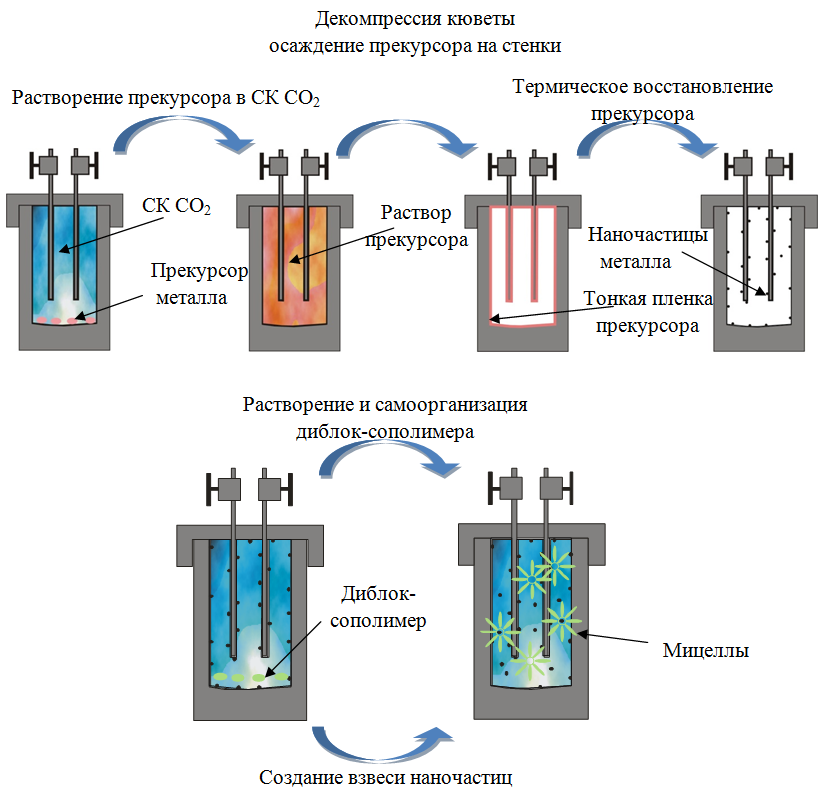 Декомпрессия кюветы
осаждение прекурсора на стенки
Растворение прекурсора в СК CO₂
Термическое восстановление
прекурсора
СК CO₂
Прекурсор
металла
Раствор
прекурсора
Наночастицы
металла
Тонкая пленка
прекурсора
Растворение и самоорганизация
диблок-сополимера
Диблок-
сополимер
Мицеллы
Создание взвеси наночастиц